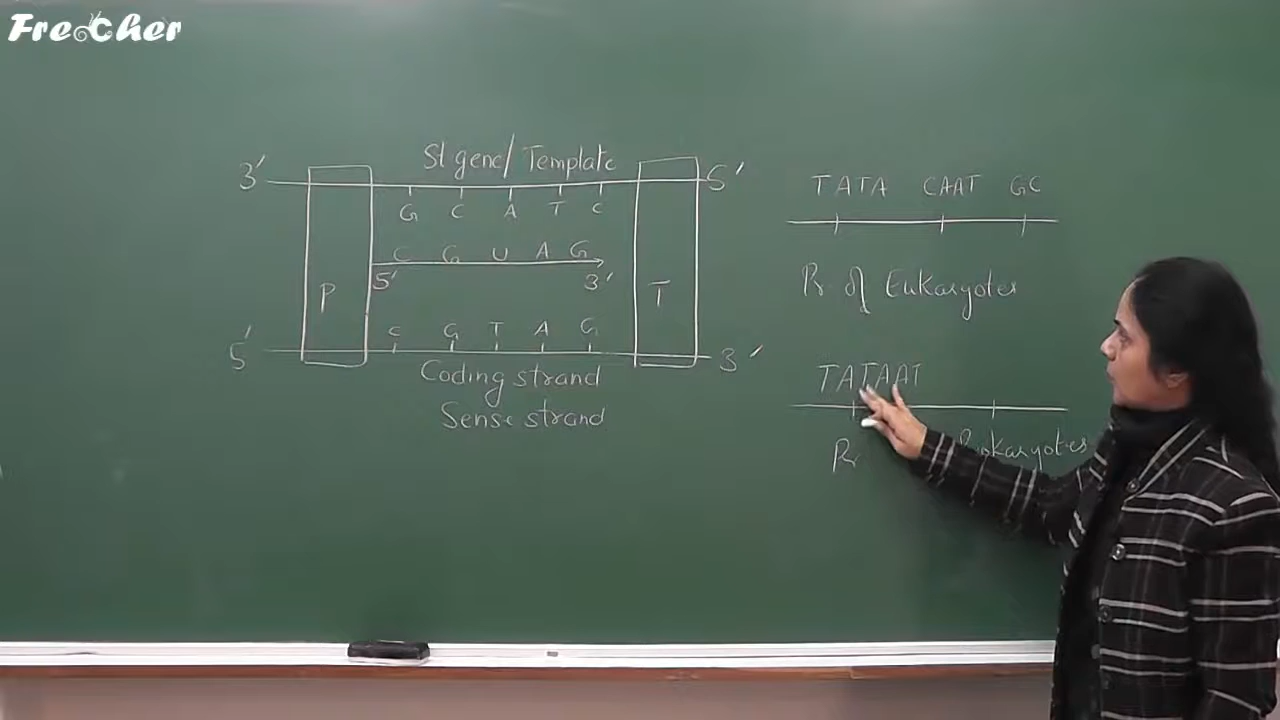 Freecher
St gene/ Template
3' 5'
G C A T C
C G U A G
5' 3'
P T
C G T A G
5' 3'
Coding strand
Sense strand
TATA CAAT GC
Pr of Eukaryotes
TATAAT
Pr